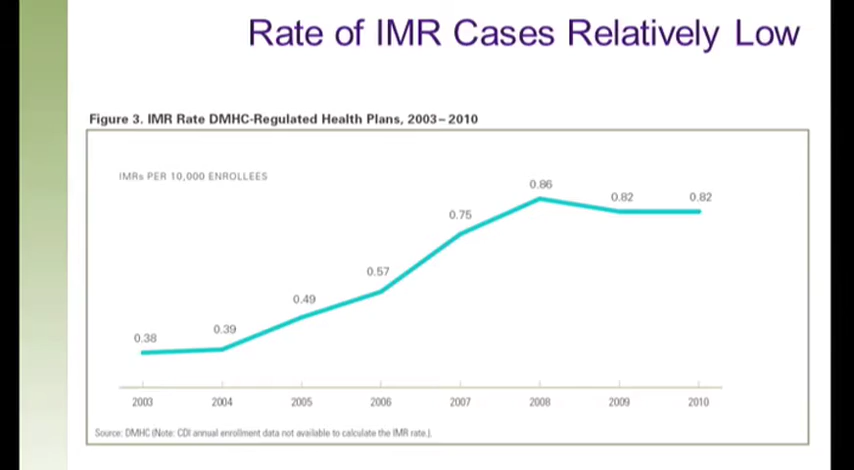 Rate of IMR Cases Relatively Low
Figure 3. IMR Rate DMHC-Regulated Health Plans, 2003–2010
IMRs PER 10,000 ENROLLEES
0.86
0.82
0.82
0.75
0.57
0.49
0.39
0.38
2003 2004 2005 2006 2007 2008 2009 2010
Source: DMHC (Note: CDI annual enrollment data not available to calculate the IMR rate.).